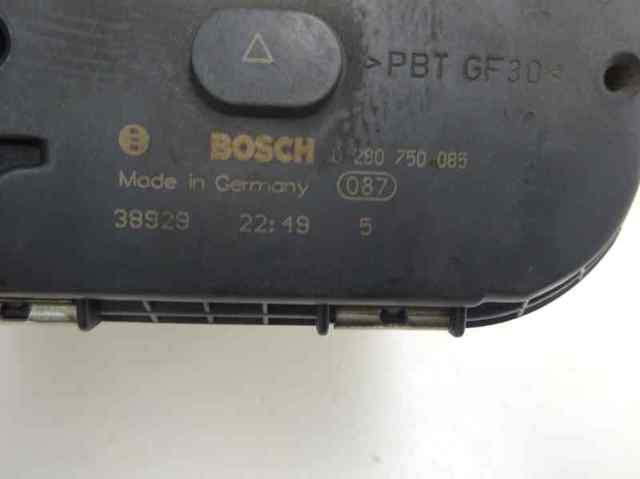 >PBT GF30<
BOSCH 0 280 750 085
Made in Germany 087
38929 22:49 5